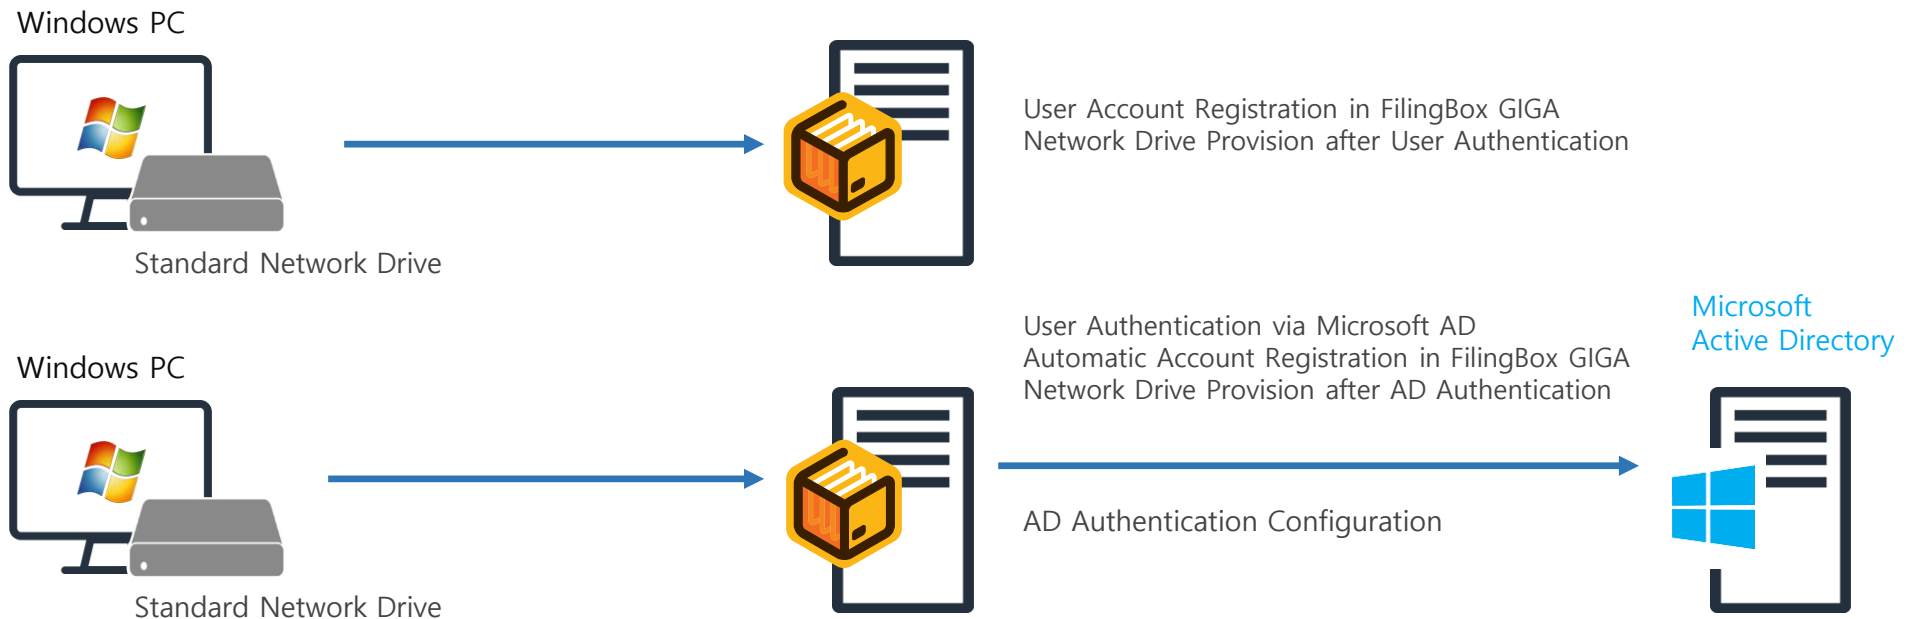 Windows PC
User Account Registration in FilingBox GIGA
Network Drive Provision after User Authentication
Standard Network Drive
Microsoft
Active Directory
User Authentication via Microsoft AD
Automatic Account Registration in FilingBox GIGA
Network Drive Provision after AD Authentication
Windows PC
AD Authentication Configuration
Standard Network Drive